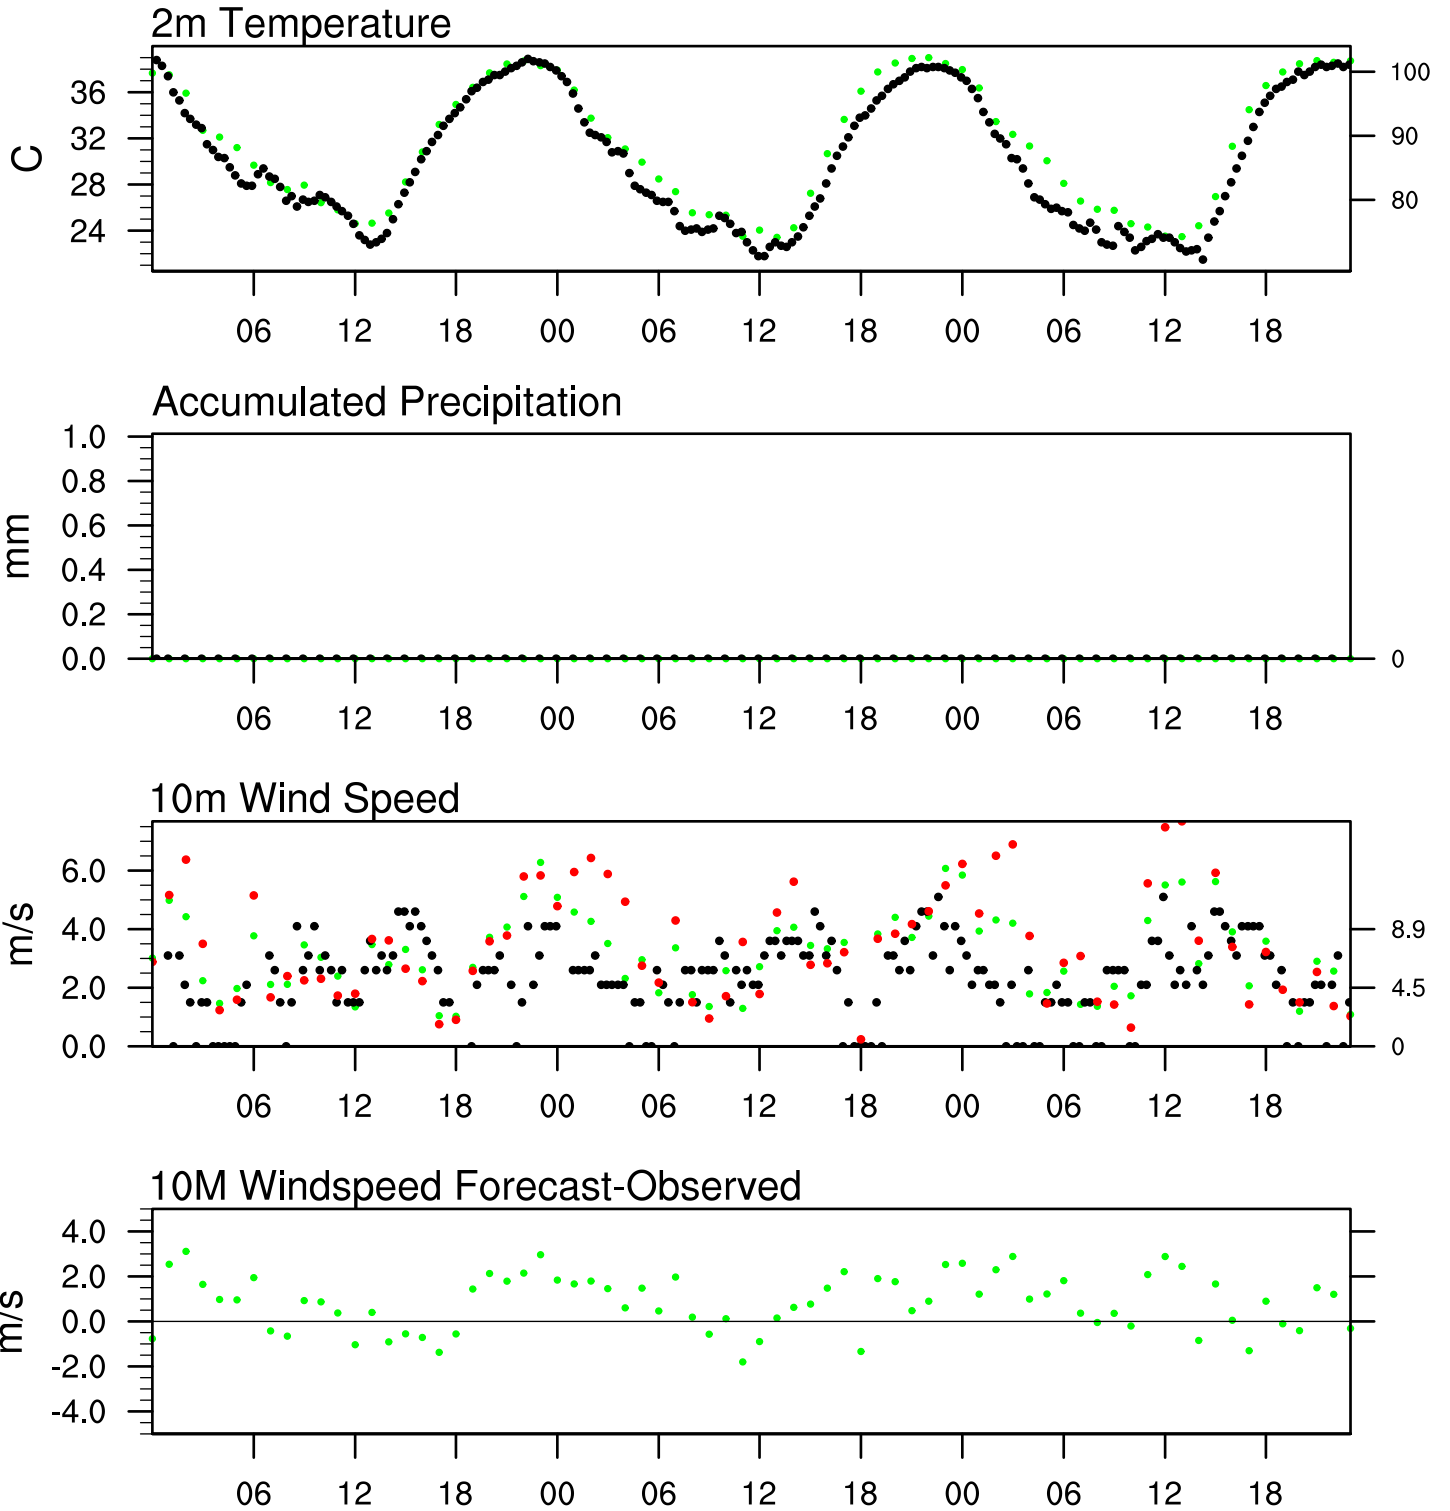 2m Temperature
C
36
32
28
24
100
90
80
06 12 18 00 06 12 18 00 06 12 18
Accumulated Precipitation
mm
1.0
0.8
0.6
0.4
0.2
0.0
0
06 12 18 00 06 12 18 00 06 12 18
10m Wind Speed
m/s
6.0
4.0
2.0
0.0
8.9
4.5
0
06 12 18 00 06 12 18 00 06 12 18
10M Windspeed Forecast-Observed
m/s
4.0
2.0
0.0
-2.0
-4.0
06 12 18 00 06 12 18 00 06 12 18